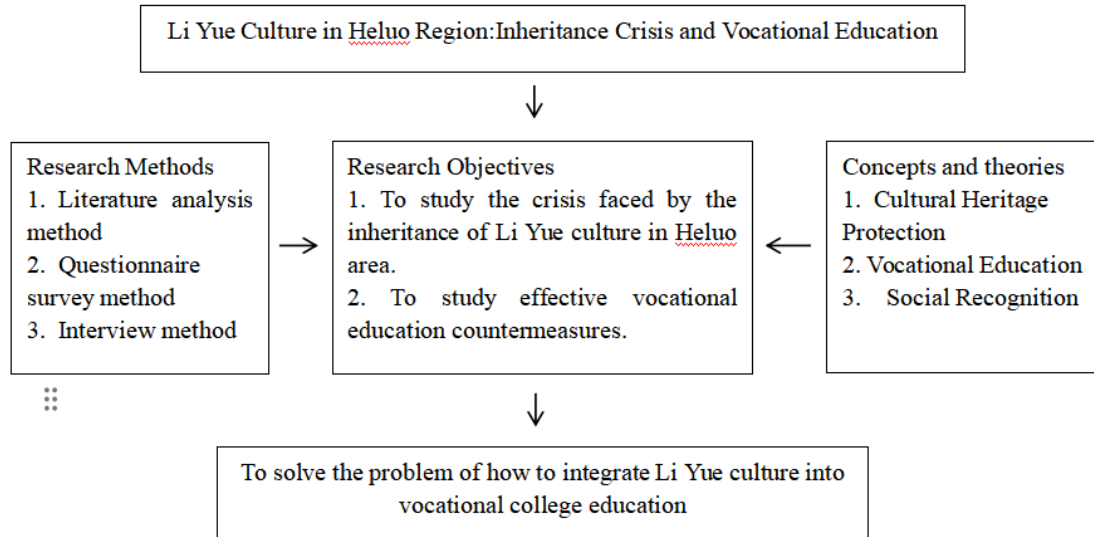 Li Yue Culture in Heluo Region:Inheritance Crisis and Vocational Education
Research Methods
1. Literature analysis
method
2. Questionnaire
survey method
3. Interview method
Research Objectives
1. To study the crisis faced by the
inheritance of Li Yue culture in Heluo
area.
2. To study effective vocational
education countermeasures.
Concepts and theories
1. Cultural Heritage
Protection
2. Vocational Education
3. Social Recognition
To solve the problem of how to integrate Li Yue culture into
vocational college education